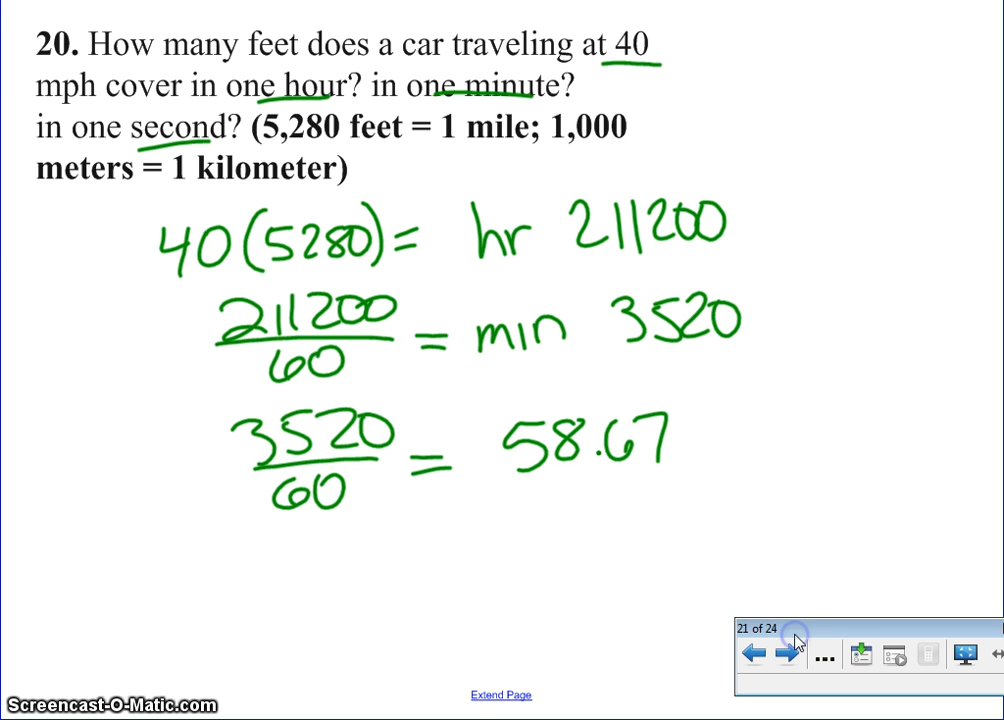 20. How many feet does a car traveling at 40
mph cover in one hour? in one minute?
in one second? (5,280 feet = 1 mile; 1,000
meters = 1 kilometer)
40(5280)= hr 211200
211200
60
= min 3520
3520
60
= 58.67
21 of 24
Extend Page
Screencast-O-Matic.com